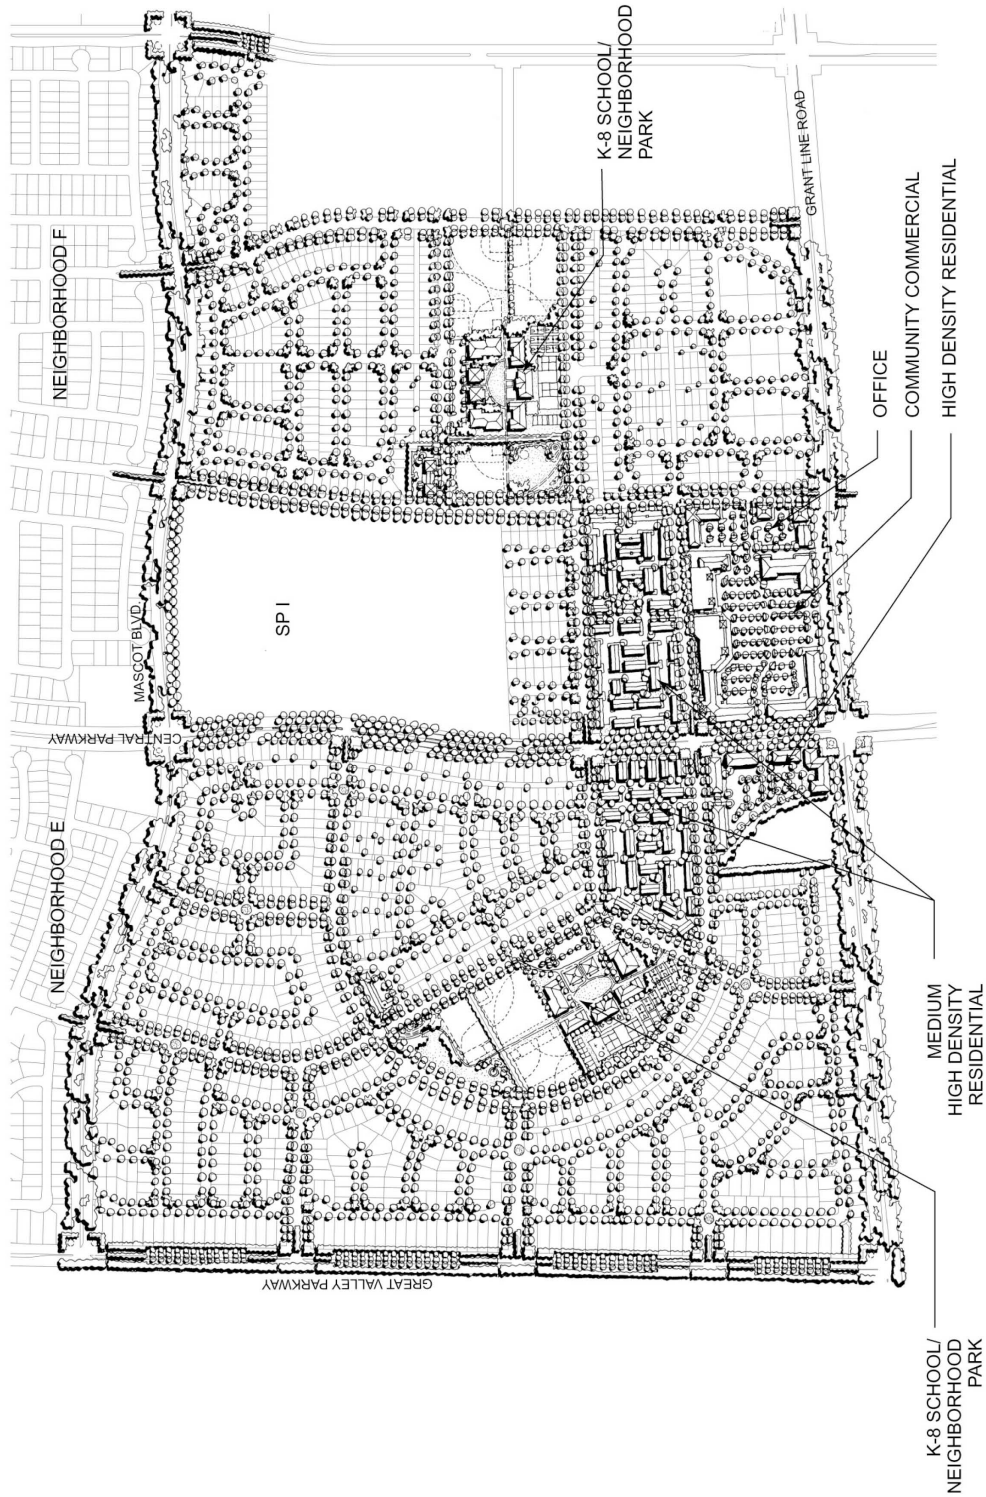 K-8 SCHOOL/
NEIGHBORHOOD
PARK
NEIGHBORHOOD F
GRANT LINE ROAD
OFFICE
COMMUNITY COMMERCIAL
HIGH DENSITY RESIDENTIAL
MASCOT BLVD.
SP I
CENTRAL PARKWAY
NEIGHBORHOOD E
MEDIUM
HIGH DENSITY
RESIDENTIAL
GREAT VALLEY PARKWAY
K-8 SCHOOL/
NEIGHBORHOOD
PARK